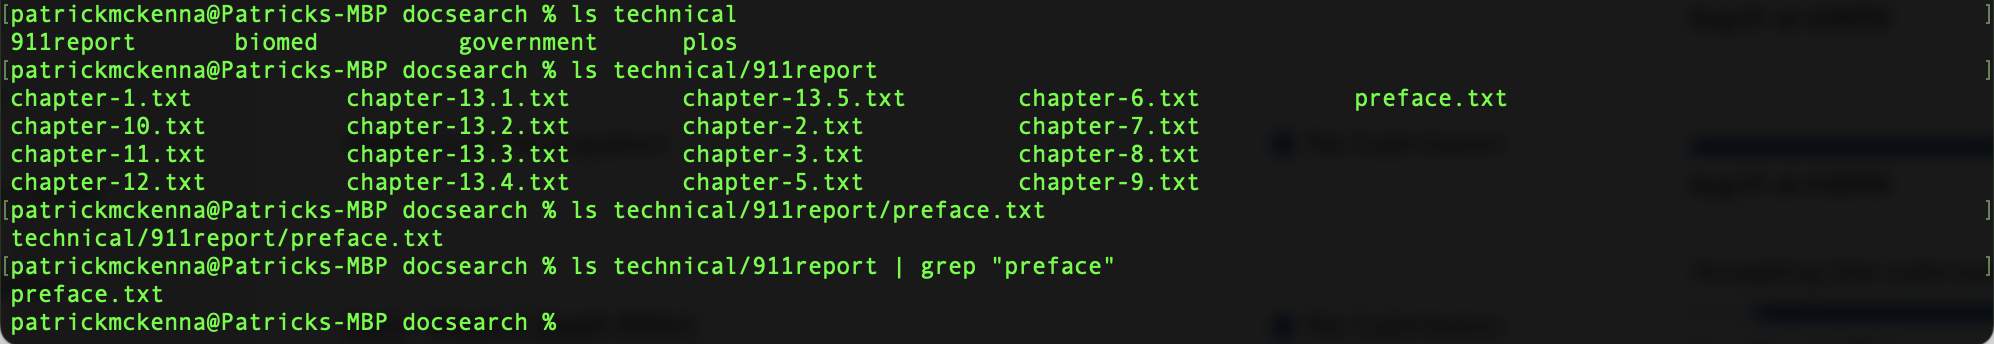 [patrickmckenna@Patricks-MBP docsearch % ls technical ]
911report biomed government plos
[patrickmckenna@Patricks-MBP docsearch % ls technical/911report ]
chapter-1.txt chapter-13.1.txt chapter-13.5.txt chapter-6.txt preface.txt
chapter-10.txt chapter-13.2.txt chapter-2.txt chapter-7.txt
chapter-11.txt chapter-13.3.txt chapter-3.txt chapter-8.txt
chapter-12.txt chapter-13.4.txt chapter-5.txt chapter-9.txt
[patrickmckenna@Patricks-MBP docsearch % ls technical/911report/preface.txt ]
technical/911report/preface.txt
[patrickmckenna@Patricks-MBP docsearch % ls technical/911report | grep "preface" ]
preface.txt
patrickmckenna@Patricks-MBP docsearch %